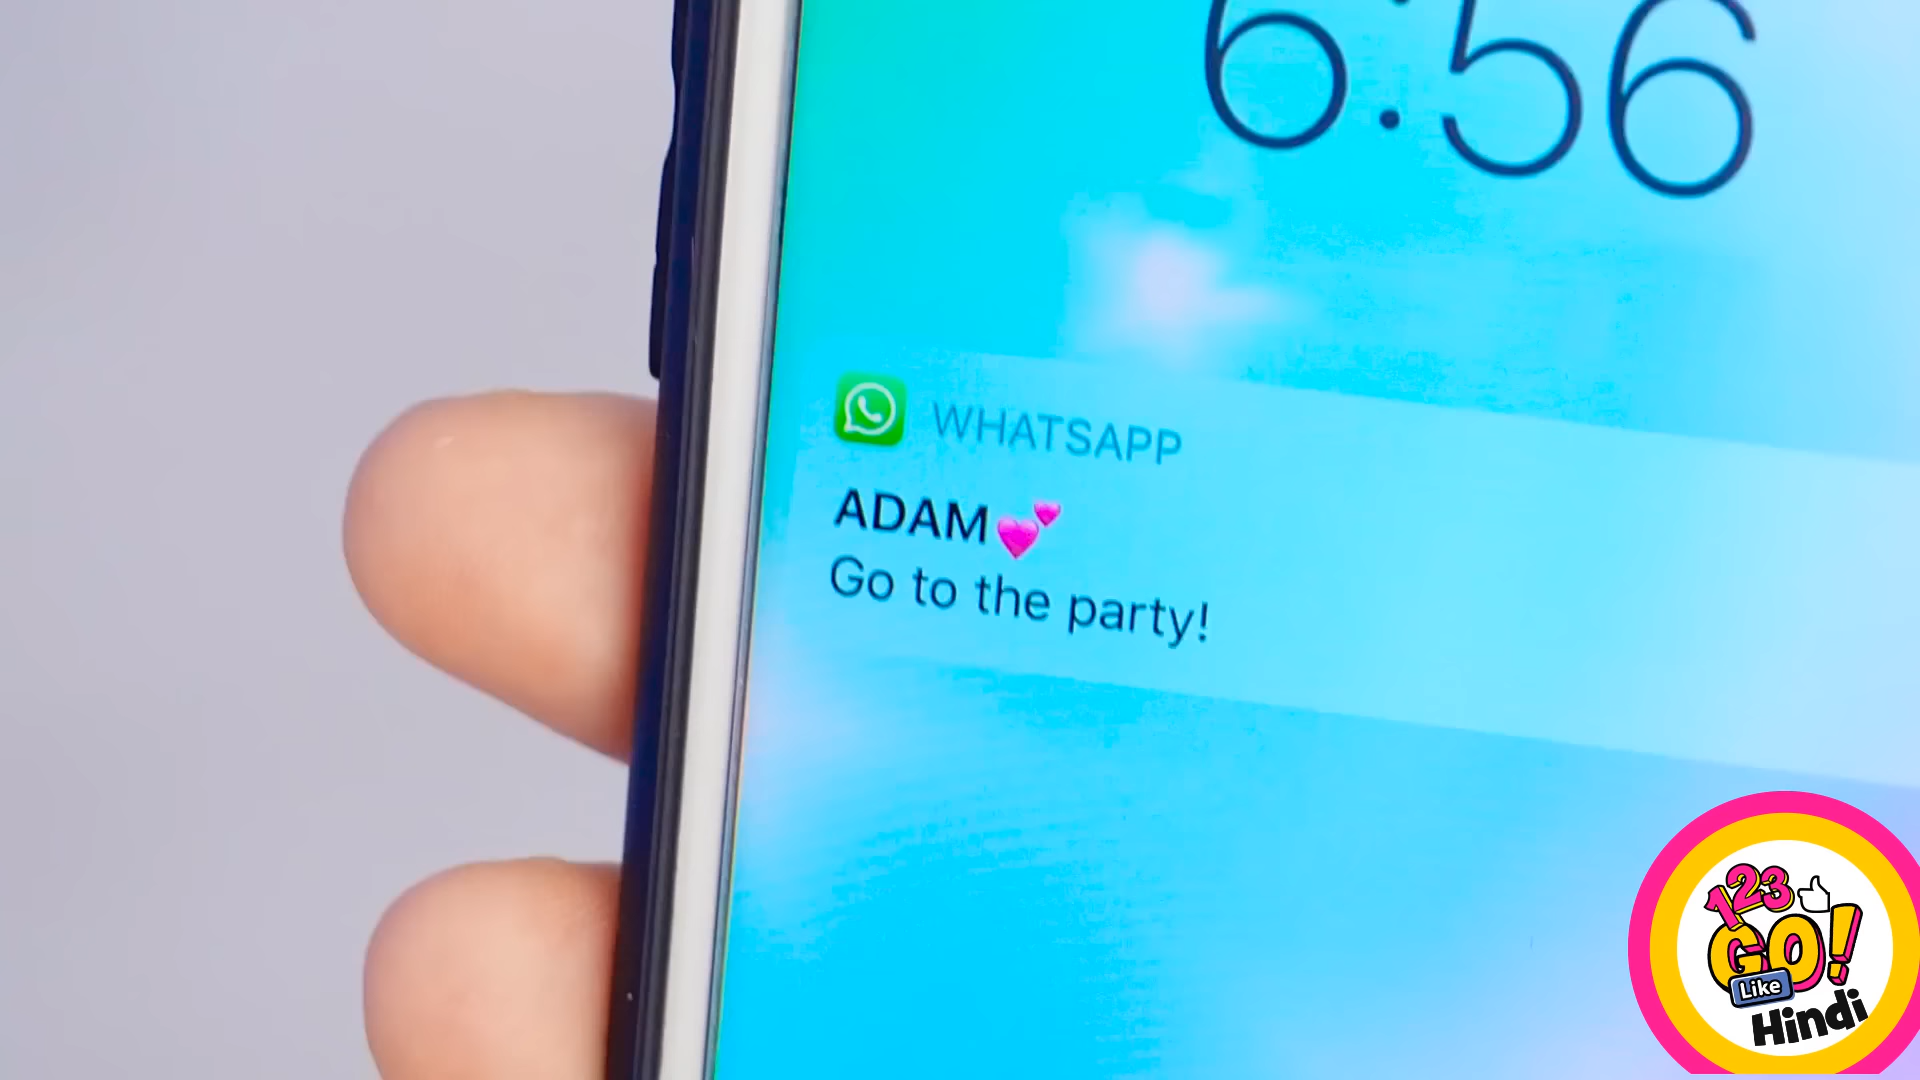 6:56
WHATSAPP
ADAM💕
Go to the party!
123
GO!
Like
Hindi